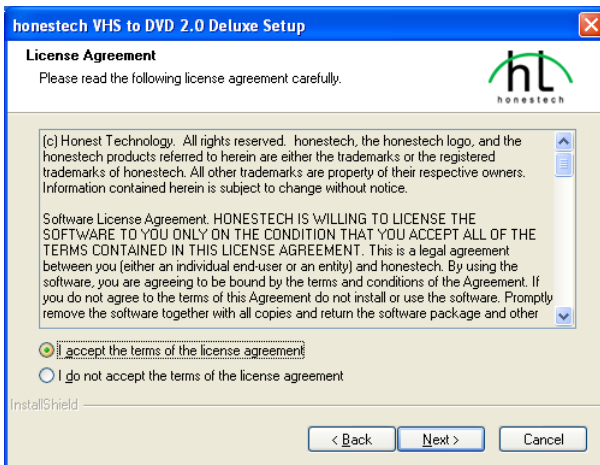 honestech VHS to DVD 2.0 Deluxe Setup
License Agreement
Please read the following license agreement carefully.
ht
honestech
(c) Honest Technology. All rights reserved. honestech, the honestech logo, and the
honestech products referred to herein are either the trademarks or the registered
trademarks of honestech. All other trademarks are property of their respective owners.
Information contained herein is subject to change without notice.
Software License Agreement. HONESTECH IS WILLING TO LICENSE THE
SOFTWARE TO YOU ONLY ON THE CONDITION THAT YOU ACCEPT ALL OF THE
TERMS CONTAINED IN THIS LICENSE AGREEMENT. This is a legal agreement
between you (either an individual end-user or an entity) and honestech. By using the
software, you are agreeing to be bound by the terms and conditions of the Agreement. If
you do not agree to the terms of this Agreement do not install or use the software. Promptly
remove the software together with all copies and return the software package and other
I accept the terms of the license agreement
I do not accept the terms of the license agreement
InstallShield
< Back
Next >
Cancel